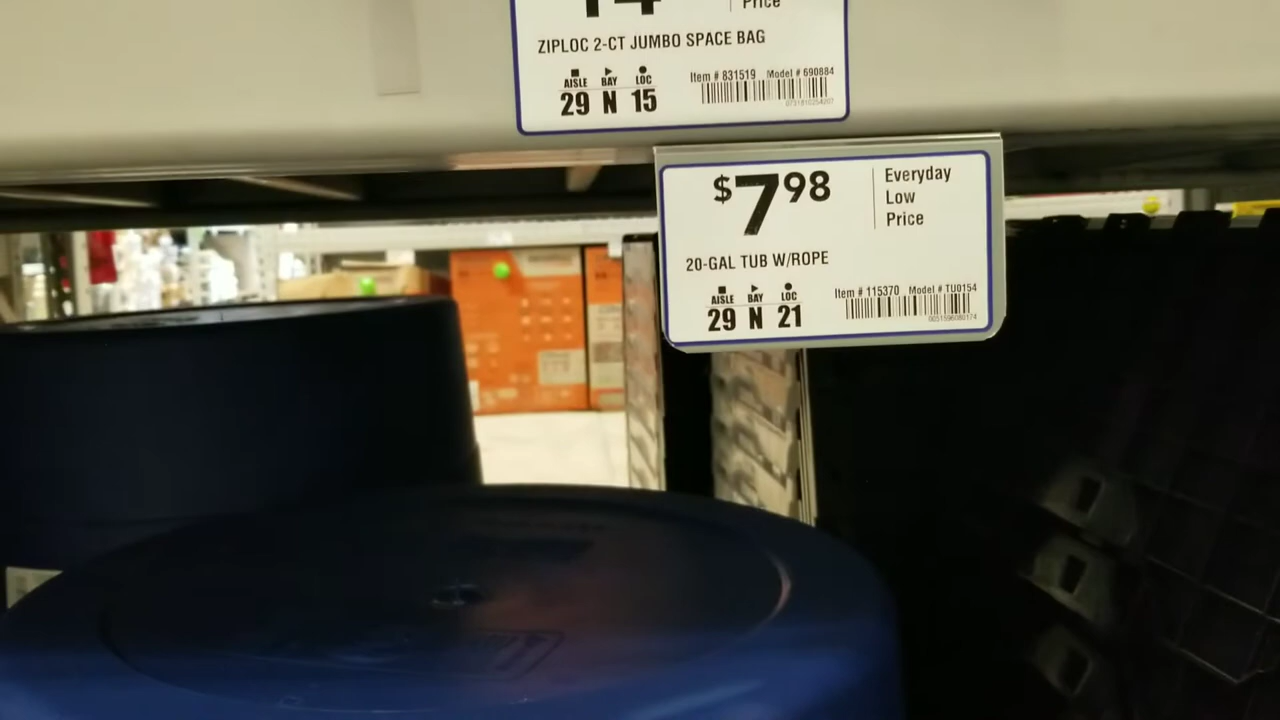 Price
ZIPLOC 2-CT JUMBO SPACE BAG
AISLE BAY LOC
29 N 15
Item # 831519 Model # 690884
$7 98
Everyday
Low
Price
20-GAL TUB W/ROPE
AISLE BAY LOC
29 N 21
Item # 115370 Model # TU0154